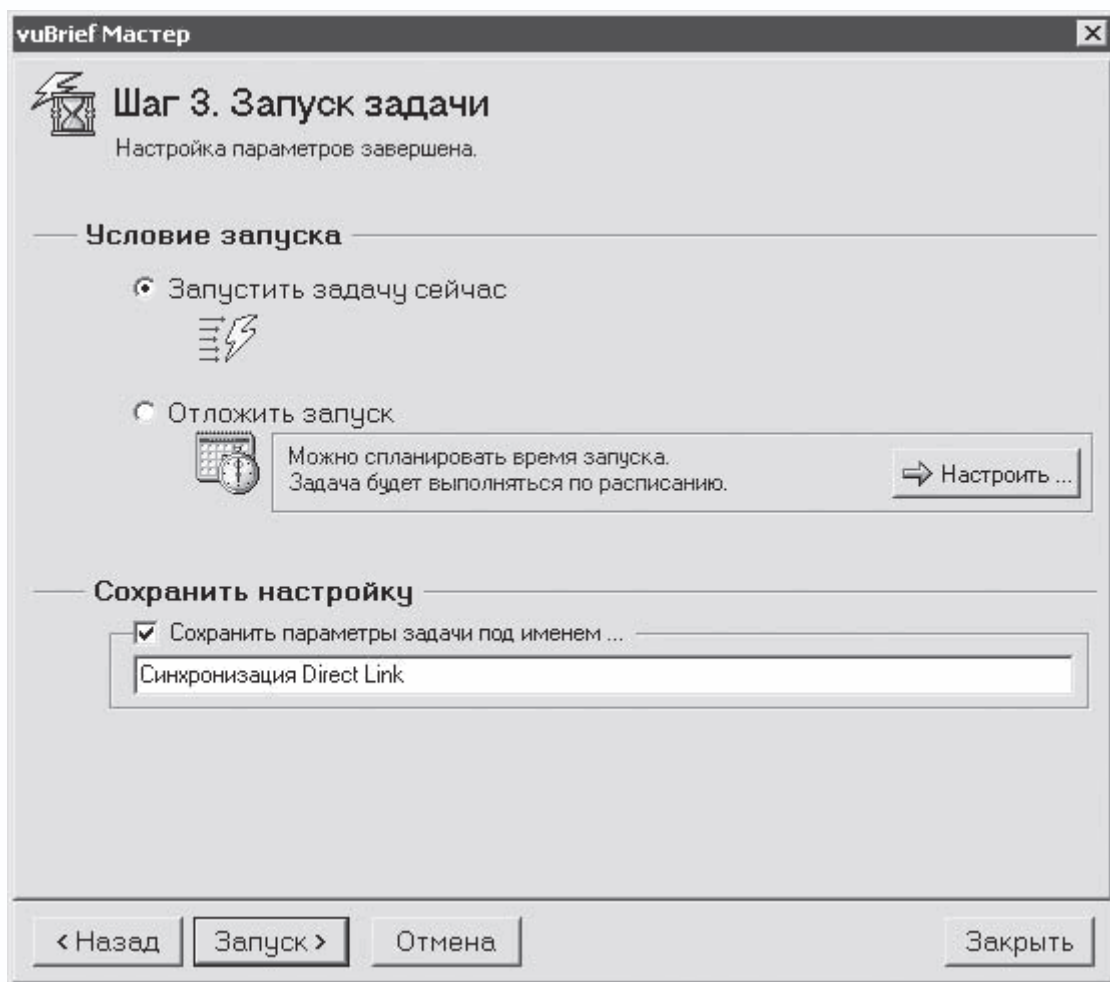 vuBrief Мастер
Шаг 3. Запуск задачи
Настройка параметров завершена.
Условие запуска
Запустить задачу сейчас
Отложить запуск
Можно спланировать время запуска.
Задача будет выполняться по расписанию.
Настроить ...
Сохранить настройку
Сохранить параметры задачи под именем ...
Синхронизация Direct Link
< Назад
Запуск >
Отмена
Закрыть